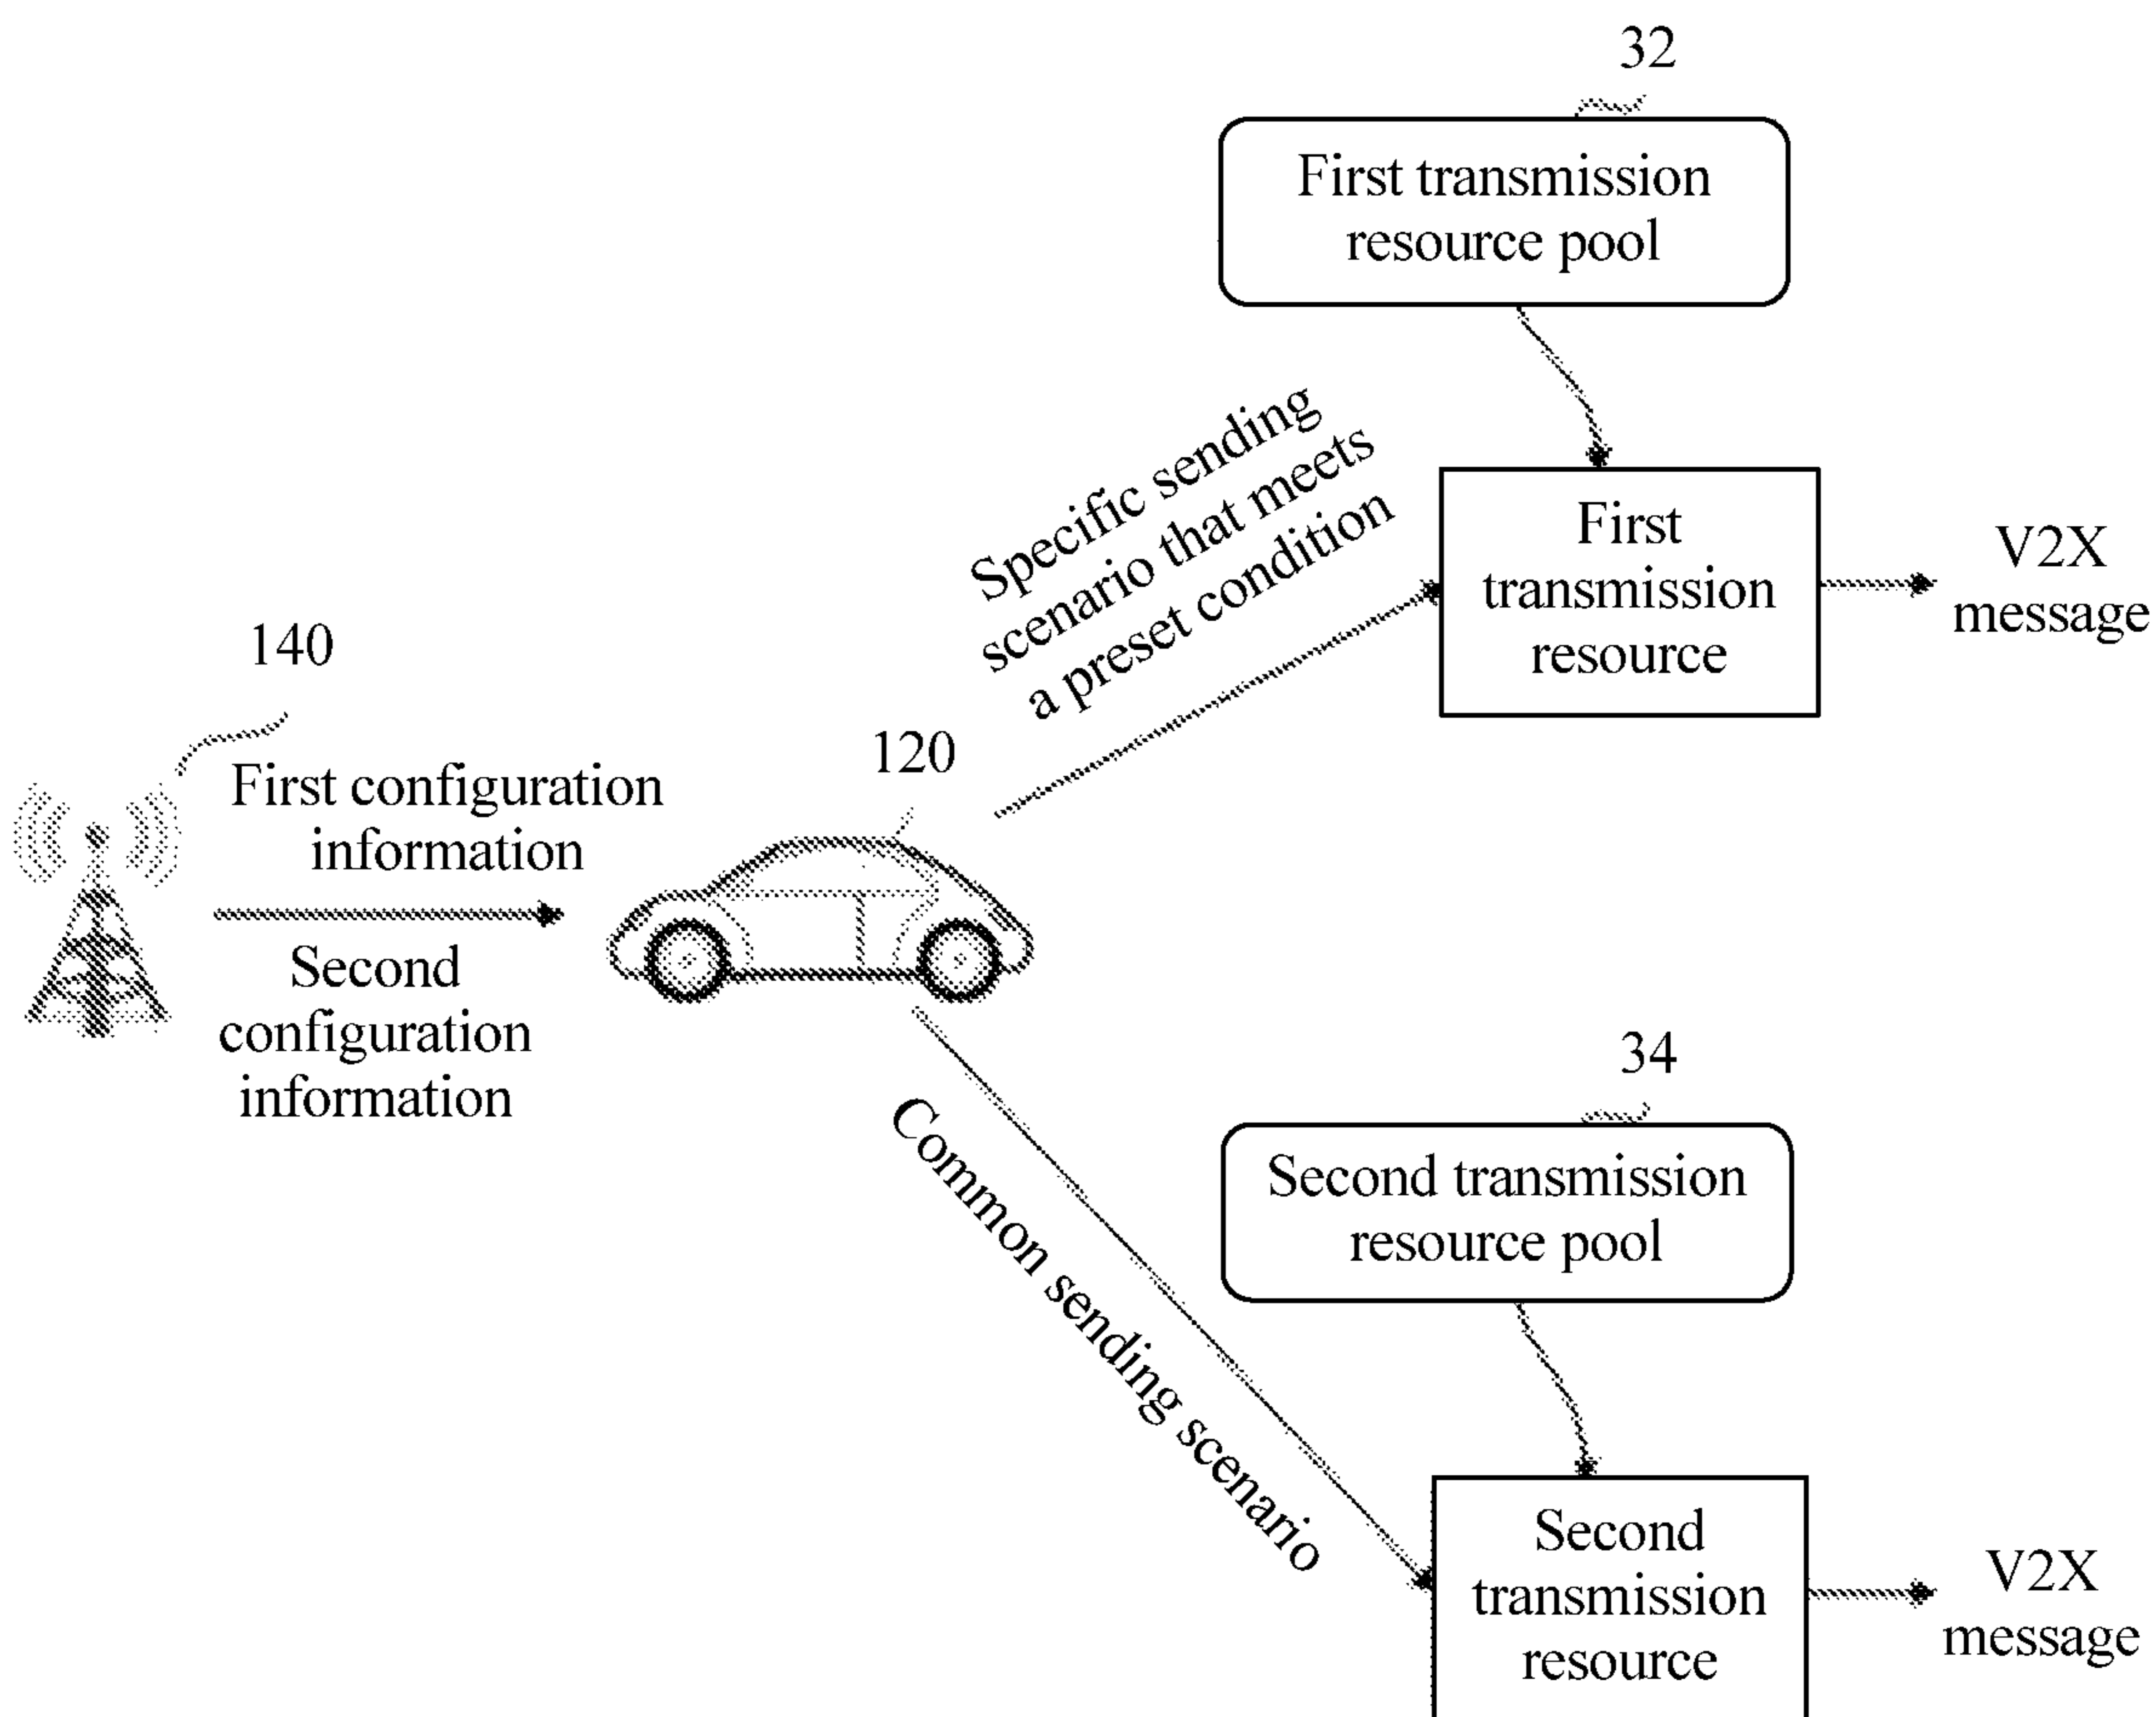 32
First transmission
resource pool
Specific sending
scenario that meets
a preset condition
First
transmission
resource
V2X
message
140
First configuration
information
120
Second
configuration
information
34
Second transmission
resource pool
Common sending scenario
Second
transmission
resource
V2X
message